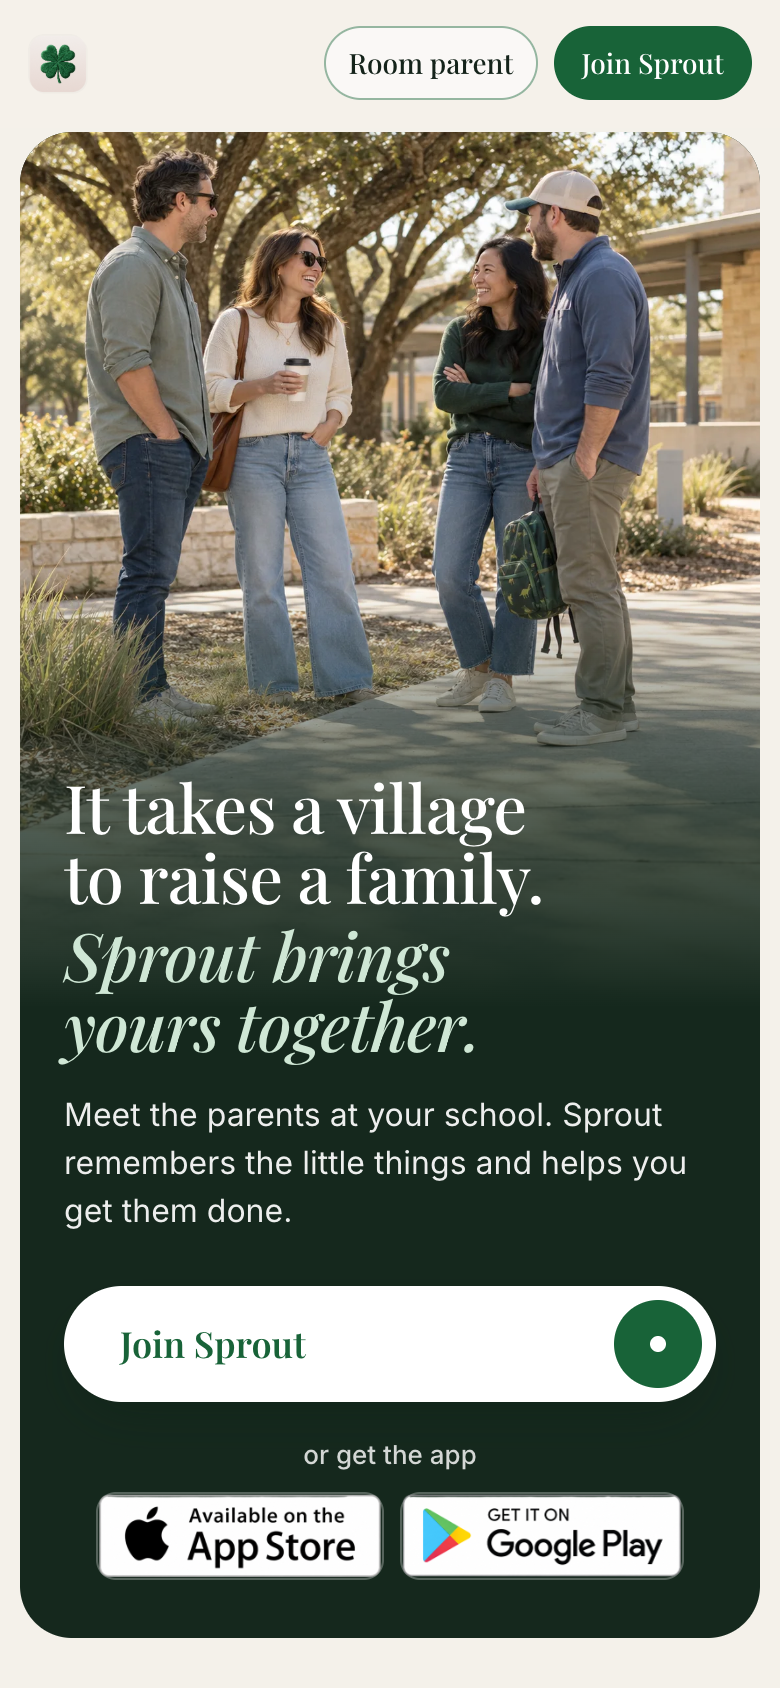 Room parent
Join Sprout
It takes a village
to raise a family.
Sprout brings
yours together.
Meet the parents at your school. Sprout
remembers the little things and helps you
get them done.
Join Sprout
or get the app
Available on the
App Store
GET IT ON
Google Play